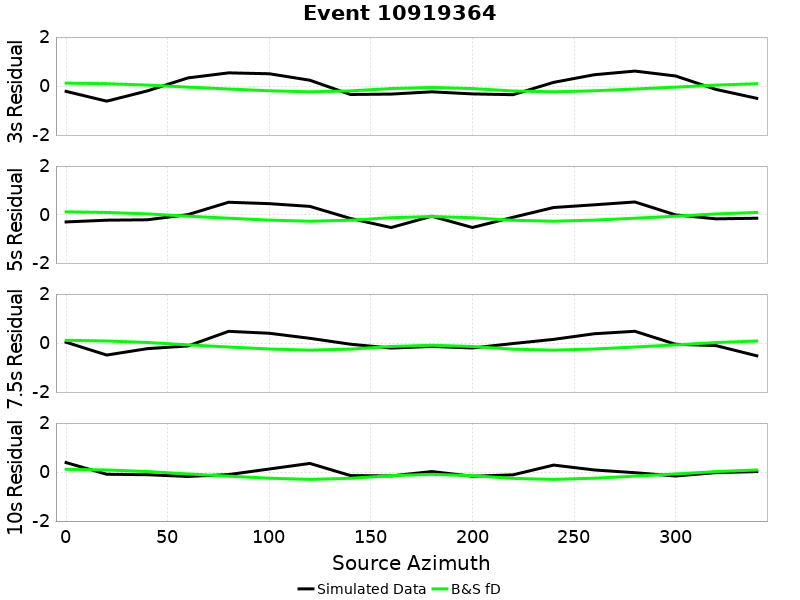 Event 10919364
3s Residual
2
0
-2
5s Residual
2
0
-2
7.5s Residual
2
0
-2
10s Residual
2
0
-2
0 50 100 150 200 250 300
Source Azimuth
Simulated Data B&S fD